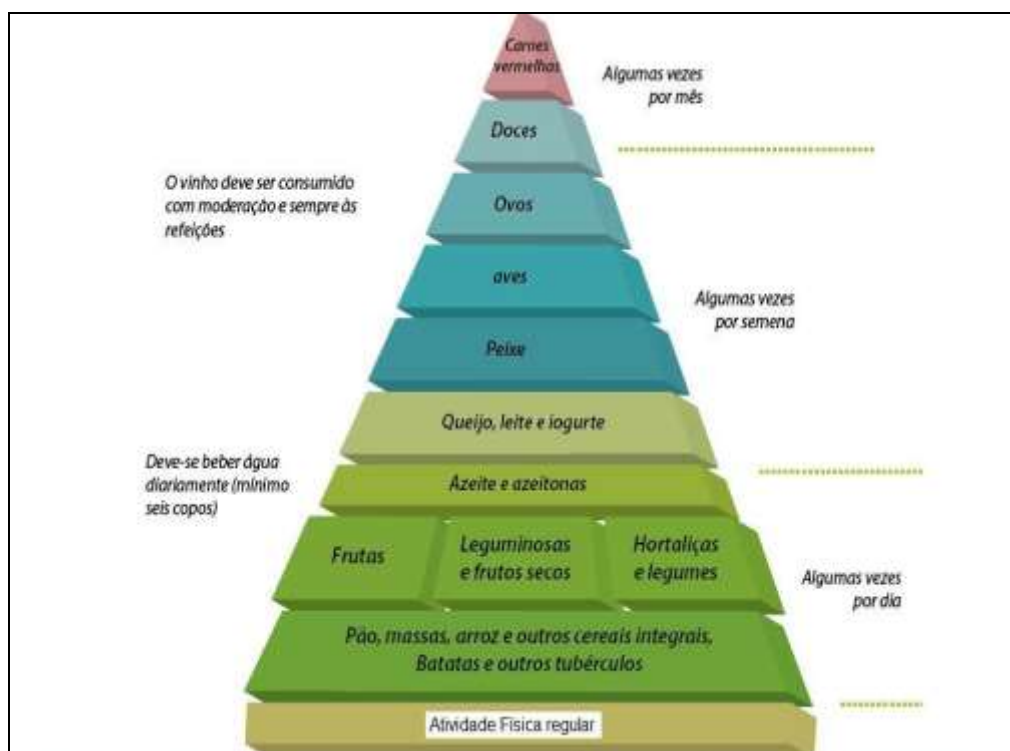 Carnes
vermelhas
Algumas vezes
por mês
Doces
O vinho deve ser consumido
com moderação e sempre às
refeições
Ovos
aves
Algumas vezes
por semena
Peixe
Queijo, leite e iogurte
Deve-se beber água
diariamente (mínimo
seis copos)
Azeite e azeitonas
Frutas
Leguminosas
e frutos secos
Hortaliças
e legumes
Algumas vezes
por dia
Pão, massas, arroz e outros cereais integrais,
Batatas e outros tubérculos
Atividade Física regular